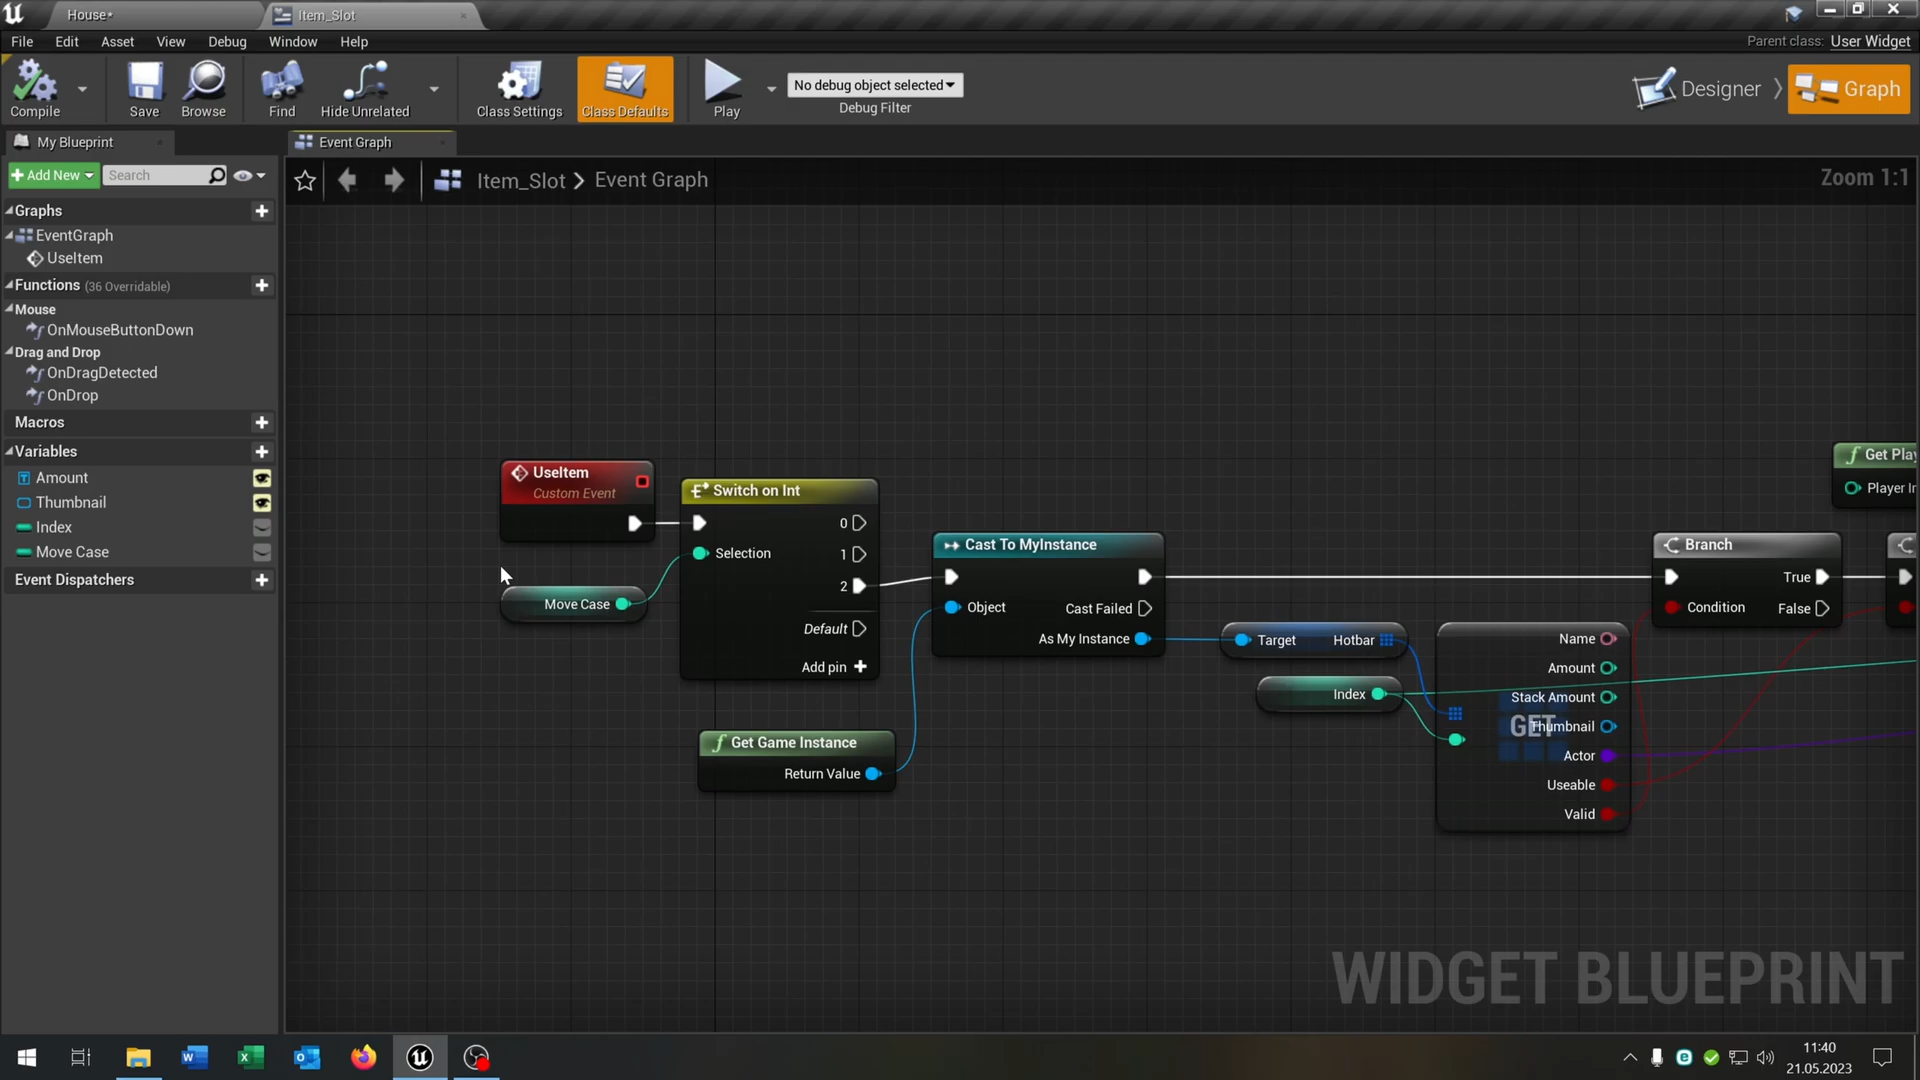 House*
Item_Slot
File
Edit
Asset
View
Debug
Window
Help
Parent class: User Widget
Compile
Save
Browse
Find
Hide Unrelated
Class Settings
Class Defaults
Play
No debug object selected
Debug Filter
Designer
Graph
My Blueprint
Event Graph
+ Add New
Search
Item_Slot > Event Graph
Zoom 1:1
Graphs
EventGraph
UseItem
Functions (36 Overridable)
Mouse
OnMouseButtonDown
Drag and Drop
OnDragDetected
OnDrop
Macros
Variables
Amount
Thumbnail
Index
Move Case
Event Dispatchers
UseItem
Custom Event
Move Case
Switch on Int
Selection
0
1
2
Default
Add pin +
Get Game Instance
Return Value
Cast To MyInstance
Object
Cast Failed
As My Instance
Target Hotbar
Index
GET
Name
Amount
Stack Amount
Thumbnail
Actor
Useable
Valid
Branch
True
Condition
False
Get Play
Player In
WIDGET BLUEPRINT
11:40
21.05.2023